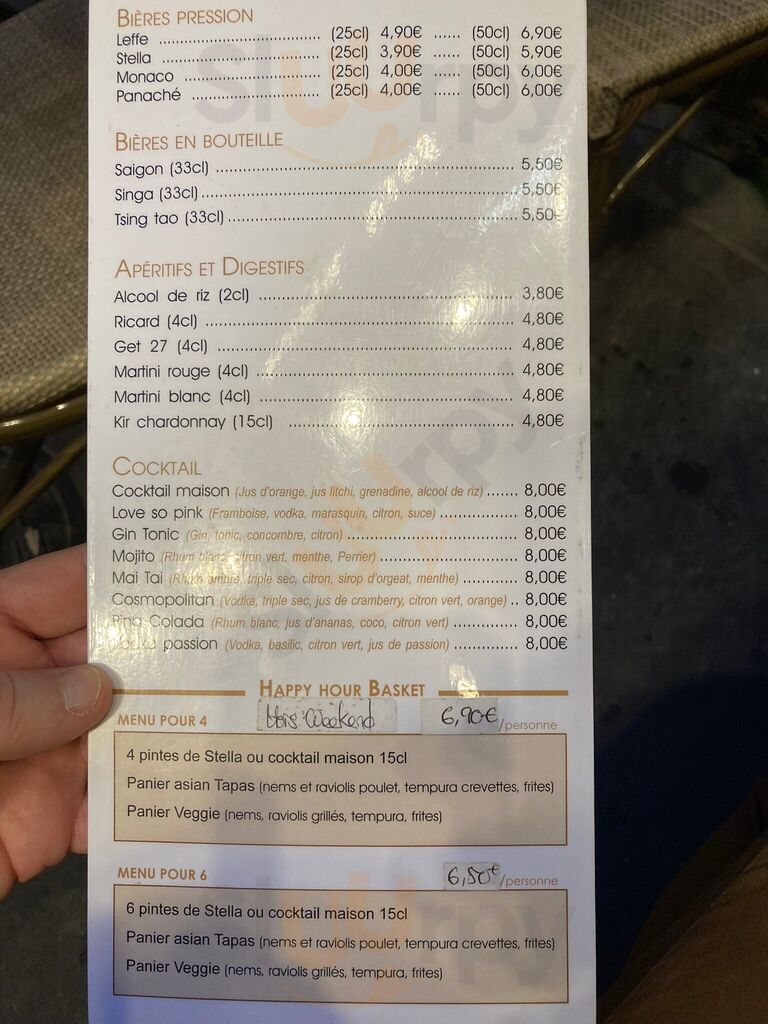 BIÈRES PRESSION
Leffe ........ (25cl) 4,90€ ...... (50cl) 6,90€
Stella ........ (25cl) 3,90€ ...... (50cl) 5,90€
Monaco ........ (25cl) 4,00€ ...... (50cl) 6,00€
Panaché ........ (25cl) 4,00€ ...... (50cl) 6,00€
BIÈRES EN BOUTEILLE
Saigon (33cl) ........ 5,50€
Singa (33cl) ........ 5,50€
Tsing tao (33cl) ........ 5,50€
APÉRITIFS ET DIGESTIFS
Alcool de riz (2cl) ........ 3,80€
Ricard (4cl) ........ 4,80€
Get 27 (4cl) ........ 4,80€
Martini rouge (4cl) ........ 4,80€
Martini blanc (4cl) ........ 4,80€
Kir chardonnay (15cl) ........ 4,80€
COCKTAIL
Cocktail maison (Jus d'orange, jus litchi, grenadine, alcool de riz) ....... 8,00€
Love so pink (Framboise, vodka, marasquin, citron, suce) ........ 8,00€
Gin Tonic (Gin, tonic, concombre, citron) ........ 8,00€
Mojito (Rhum blanc, citron vert, menthe, Perrier) ........ 8,00€
Mai Tai (Rhum ambré, triple sec, citron, sirop d'orgeat, menthe) ........ 8,00€
Cosmopolitan (Vodka, triple sec, jus de cramberry, citron vert, orange) .. 8,00€
Pina Colada (Rhum blanc, jus d'ananas, coco, citron vert) ........ 8,00€
passion (Vodka, basilic, citron vert, jus de passion) ........ 8,00€
HAPPY HOUR BASKET
MENU POUR 4 Hors Weekend 6,90€ /personne
4 pintes de Stella ou cocktail maison 15cl
Panier asian Tapas (nems et raviolis poulet, tempura crevettes, frites)
Panier Veggie (nems, raviolis grillés, tempura, frites)
MENU POUR 6 6,50€ /personne
6 pintes de Stella ou cocktail maison 15cl
Panier asian Tapas (nems et raviolis poulet, tempura crevettes, frites)
Panier Veggie (nems, raviolis grillés, tempura, frites)